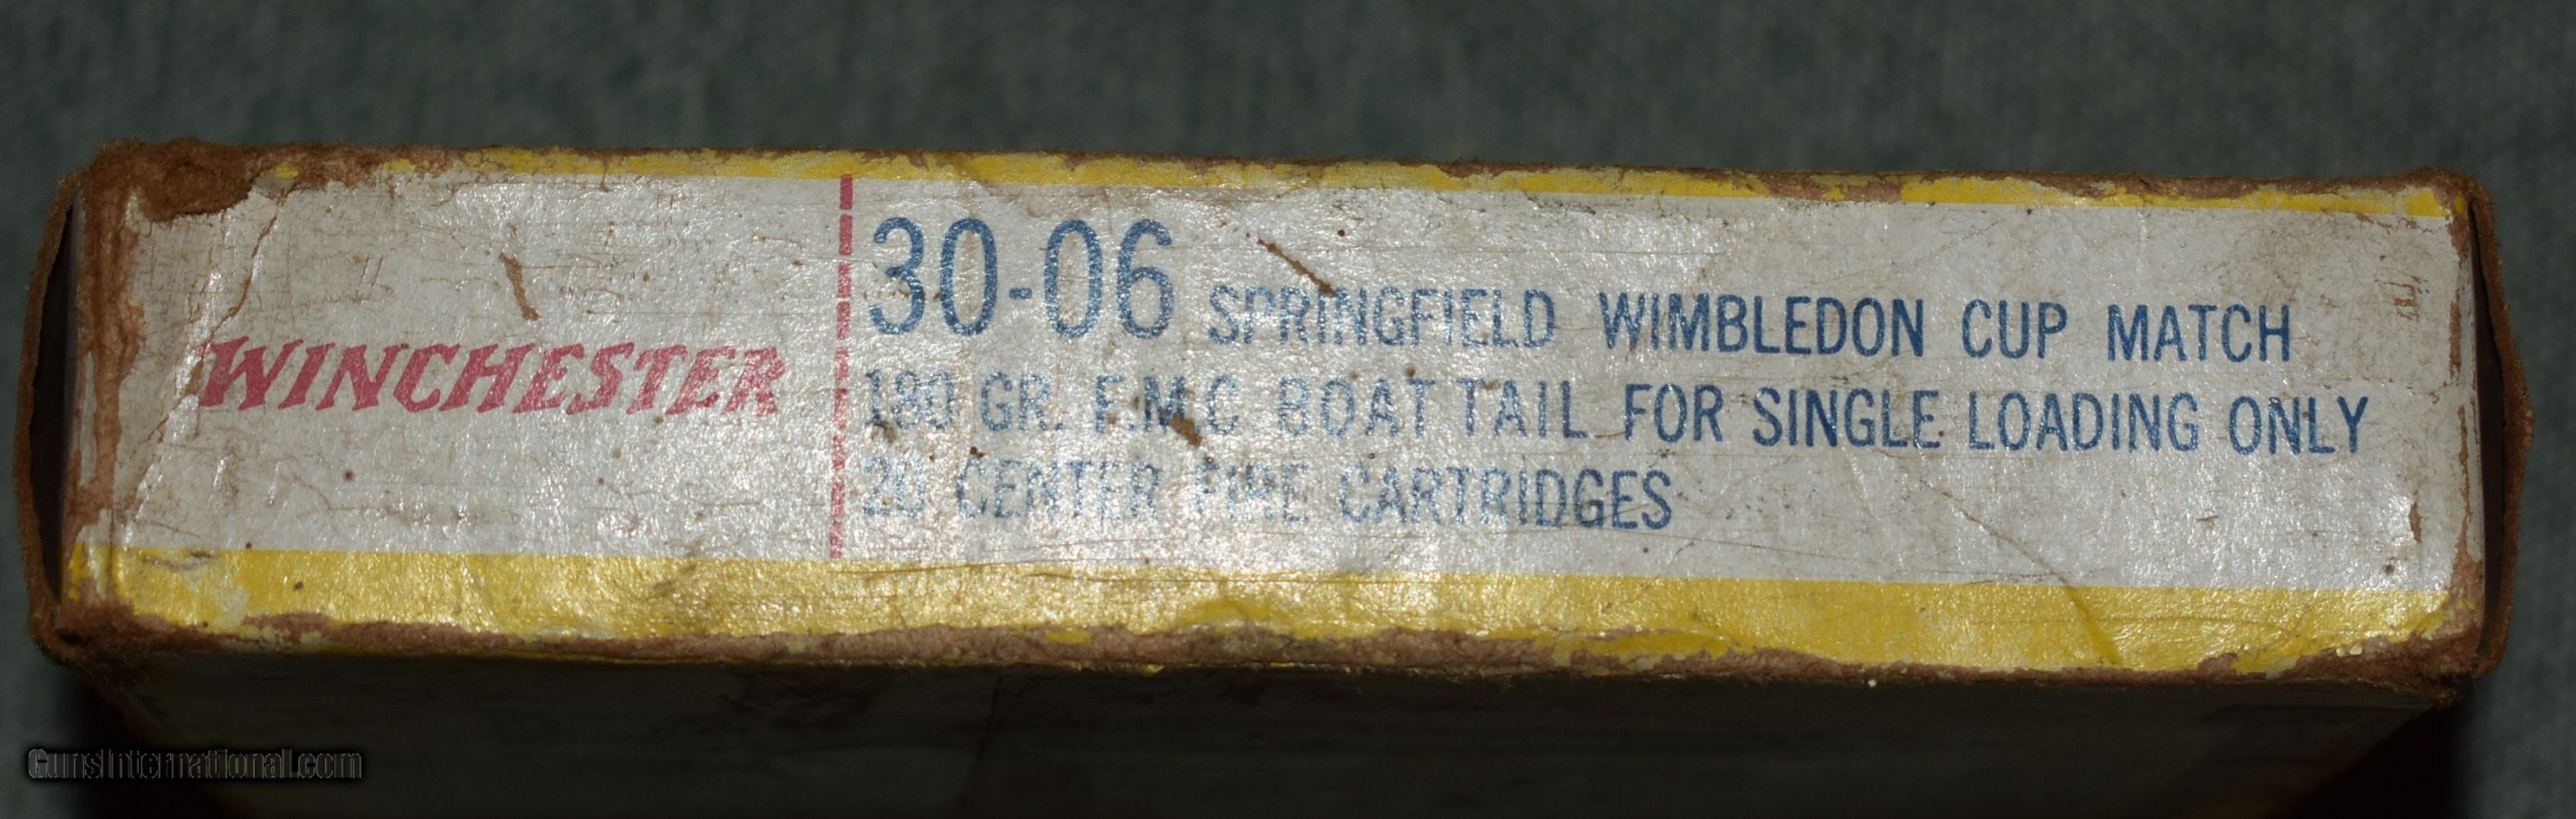 WINCHESTER
30-06 SPRINGFIELD WIMBLEDON CUP MATCH
180 GR. F.M.C. BOAT TAIL FOR SINGLE LOADING ONLY
20 CENTER FIRE CARTRIDGES
GunsInternational.com